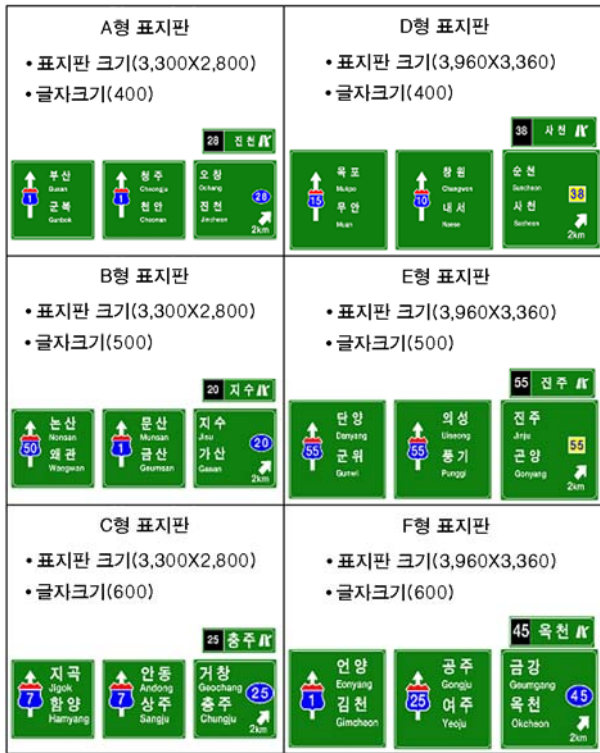 A형 표지판
• 표지판 크기(3,300X2,800)
• 글자크기(400)
28 진천
부산
Busan
군북
Gunbuk
1
청주
Cheongju
천안
Cheonan
1
오창
Ochang
진천
Jincheon
28
2km
D형 표지판
• 표지판 크기(3,960X3,360)
• 글자크기(400)
38 사천
목포
Mokpo
무안
Muan
15
창원
Changwon
내서
Naese
10
순천
Suncheon
사천
Sacheon
38
2km
B형 표지판
• 표지판 크기(3,300X2,800)
• 글자크기(500)
20 지수
논산
Nonsan
왜관
Waegwan
50
문산
Munsan
금산
Geumsan
1
지수
Jisu
가산
Gasan
20
2km
E형 표지판
• 표지판 크기(3,960X3,360)
• 글자크기(500)
55 진주
단양
Danyang
군위
Gunwi
55
의성
Uiseong
풍기
Punggi
55
진주
Jinju
곤양
Gonyang
55
2km
C형 표지판
• 표지판 크기(3,300X2,800)
• 글자크기(600)
25 충주
지곡
Jigok
함양
Hamyang
7
안동
Andong
상주
Sangju
7
거창
Geochang
충주
Chungju
25
2km
F형 표지판
• 표지판 크기(3,960X3,360)
• 글자크기(600)
45 옥천
언양
Eonyang
김천
Gimcheon
1
공주
Gongju
여주
Yeoju
25
금강
Geumgang
옥천
Okcheon
45
2km